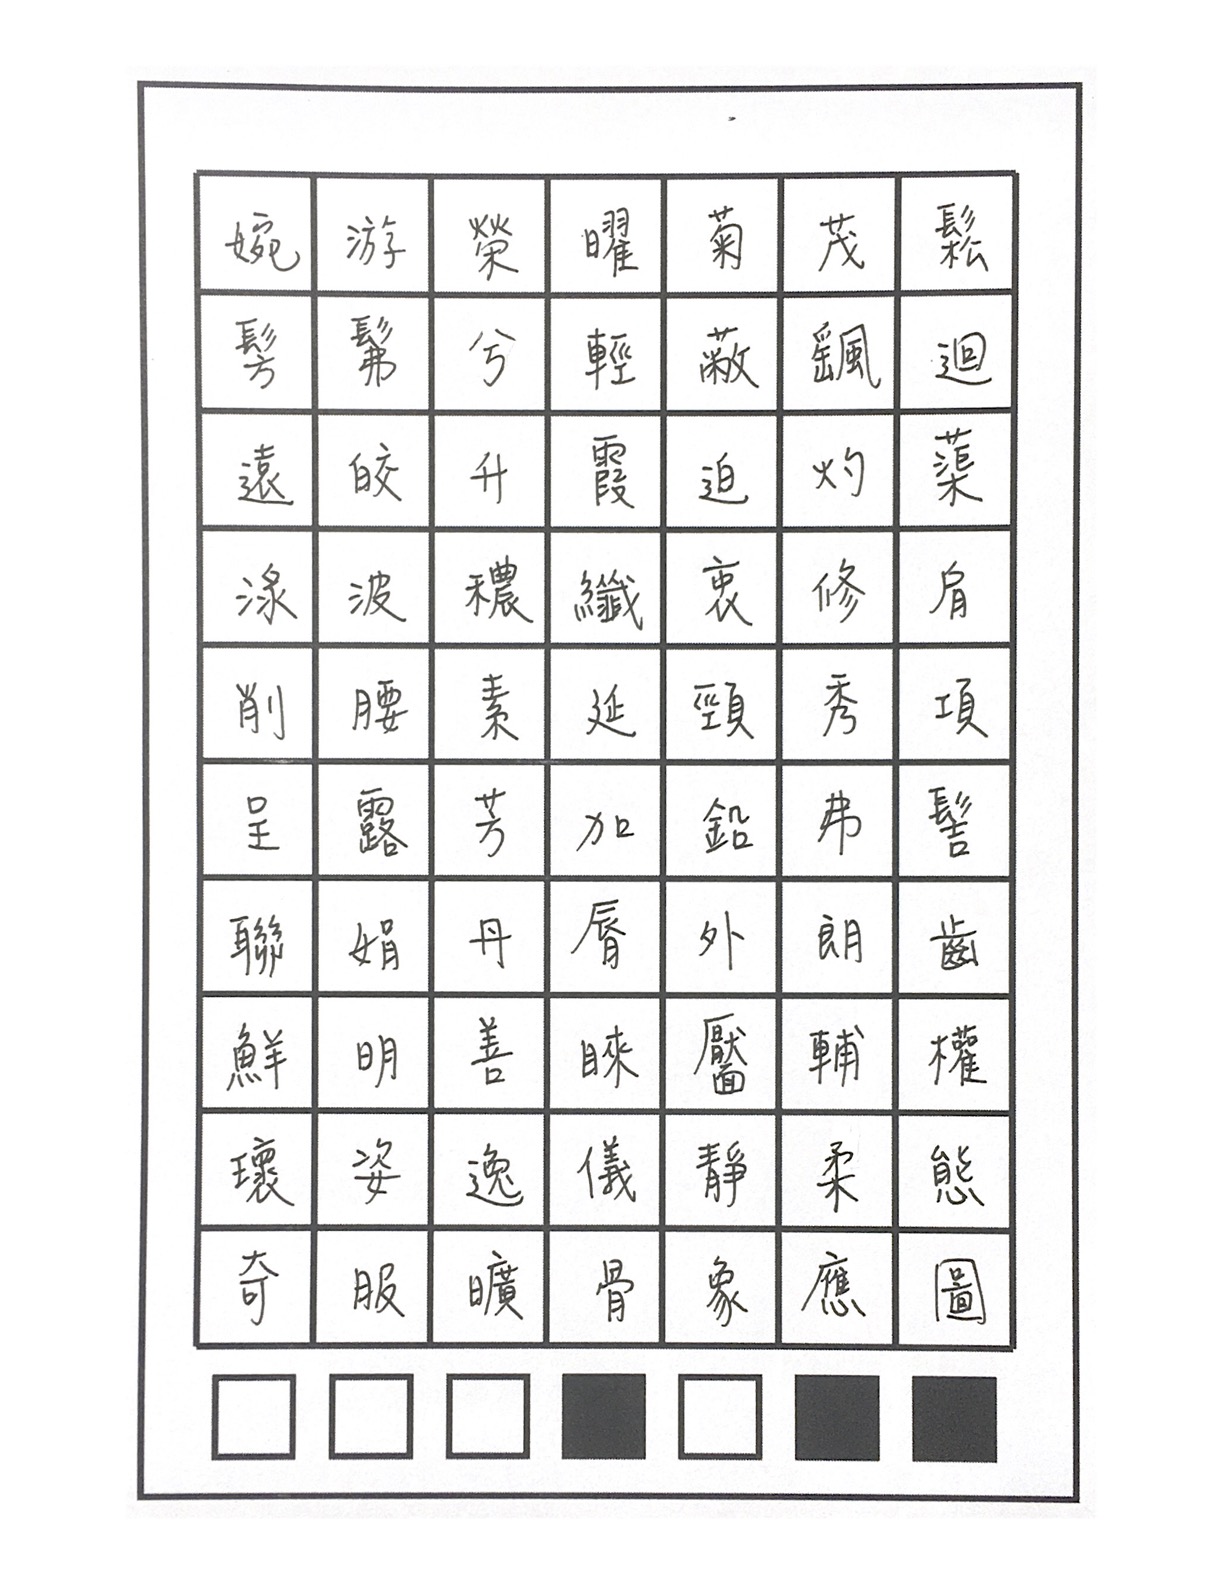 婉游榮曜菊茂鬆
髣髴兮輕蔽飖迴
遠皎升霞迫灼蕖
渌波穠纖衷修肩
削腰素延頸秀項
呈露芳加鉛弗髻
聯娟丹脣外朗齒
鮮明善睞靨輔權
瓌姿逸儀靜柔態
奇服曠骨象應圖